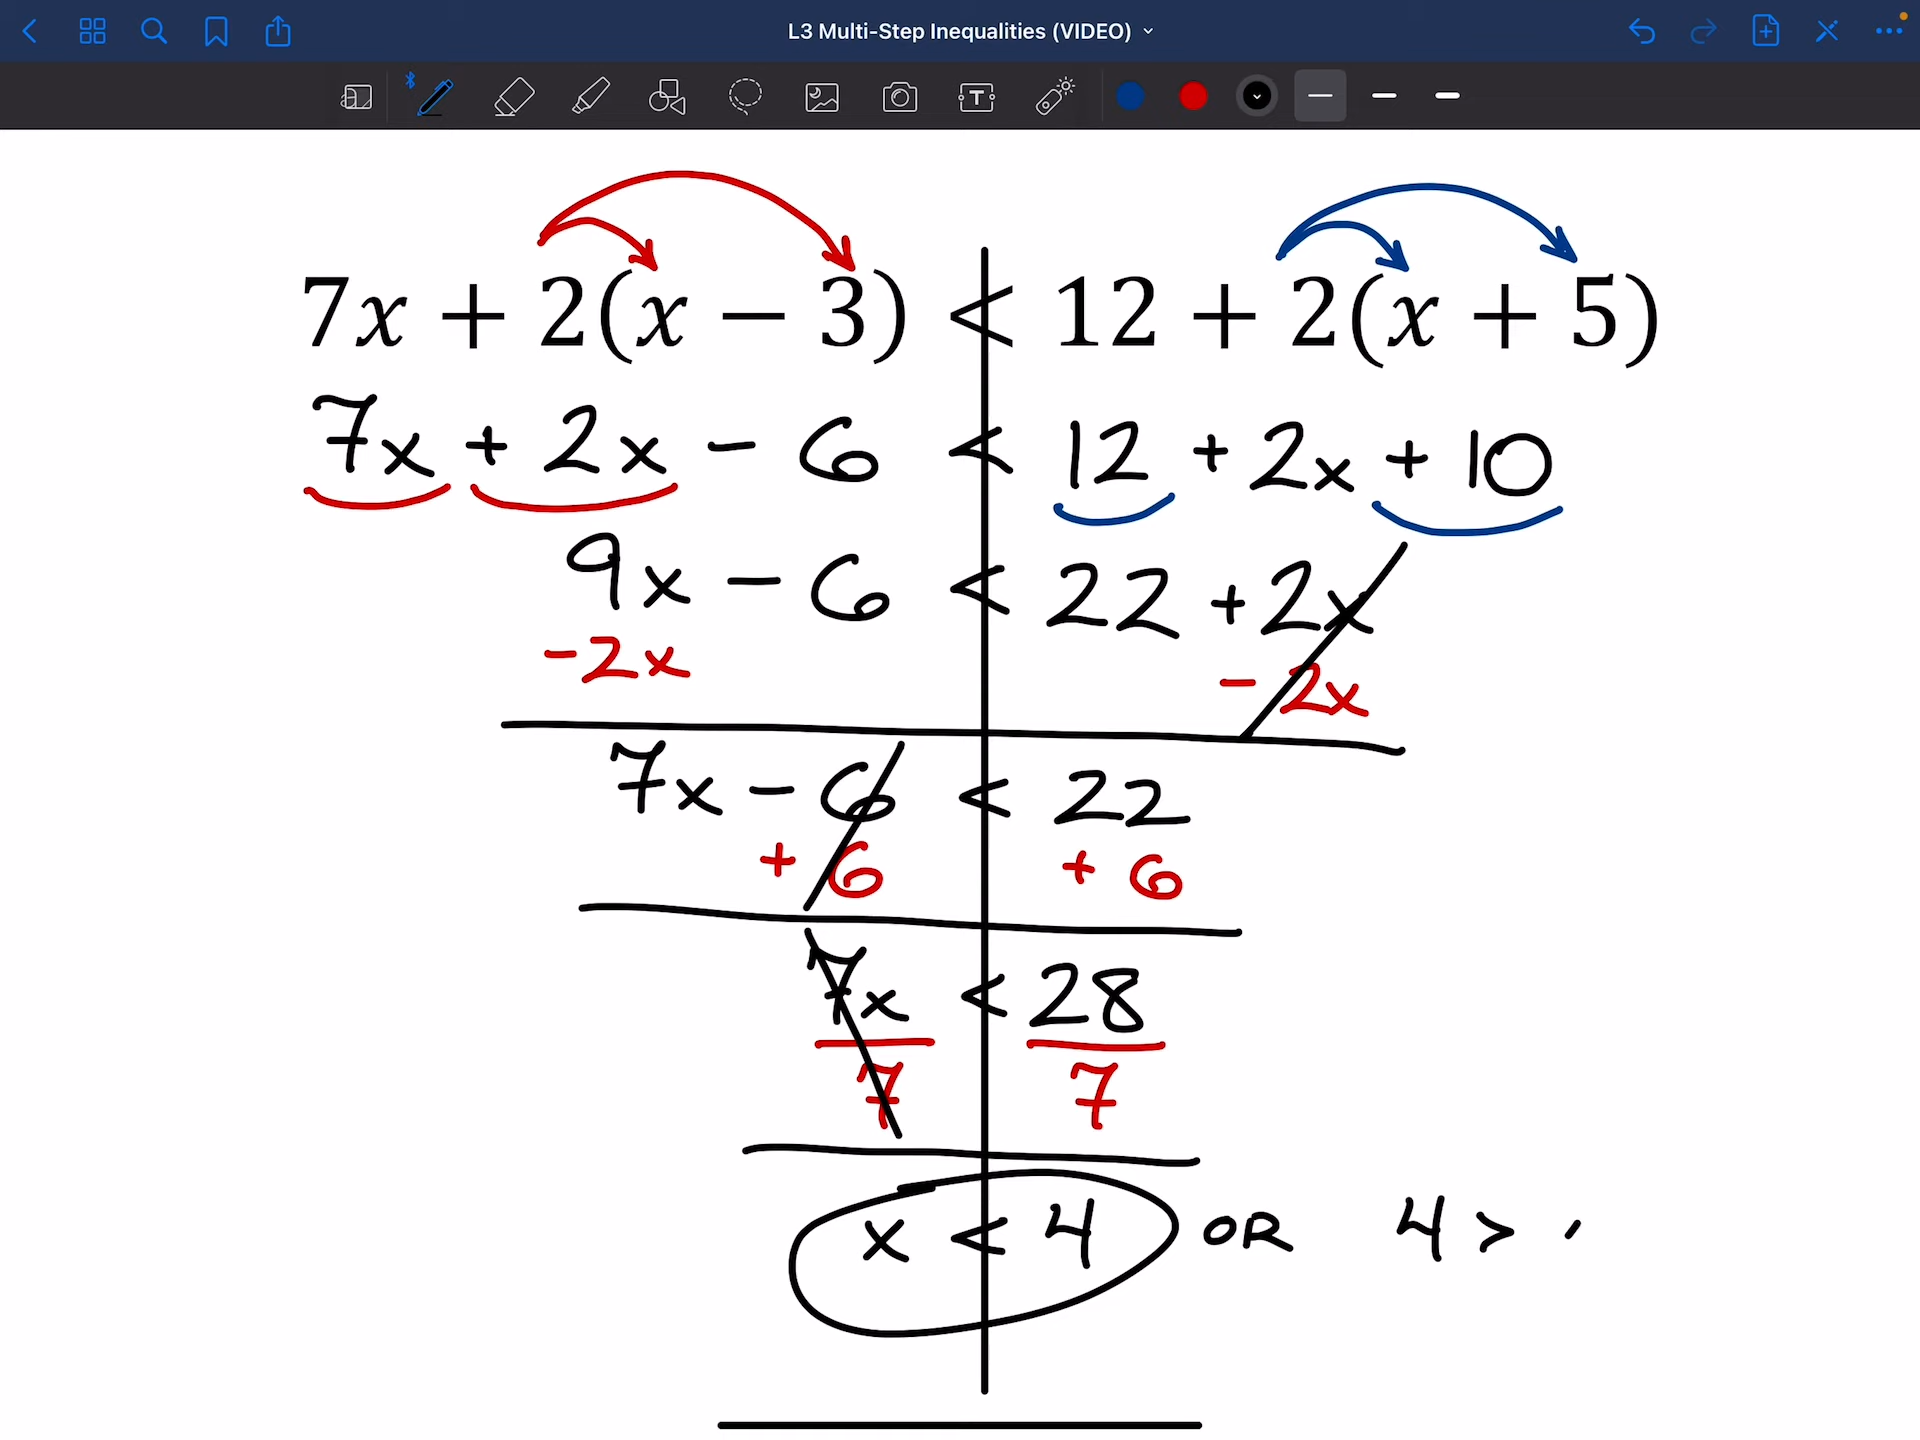 L3 Multi-Step Inequalities (VIDEO)
T
7x + 2(x − 3) < 12 + 2(x + 5)
7x + 2x - 6 < 12 + 2x + 10
9x - 6 < 22 + 2x
-2x - 2x
7x - 6 < 22
+ 6 + 6
7x < 28
7 7
x < 4 OR 4 >